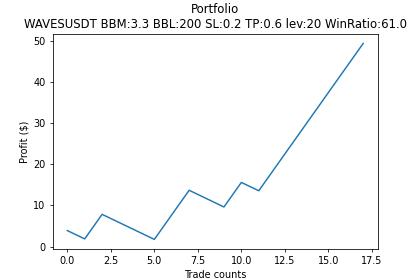 Portfolio
WAVESUSDT BBM:3.3 BBL:200 SL:0.2 TP:0.6 lev:20 WinRatio:61.0
50
40
30
20
10
0
Profit ($)
0.0 2.5 5.0 7.5 10.0 12.5 15.0 17.5
Trade counts